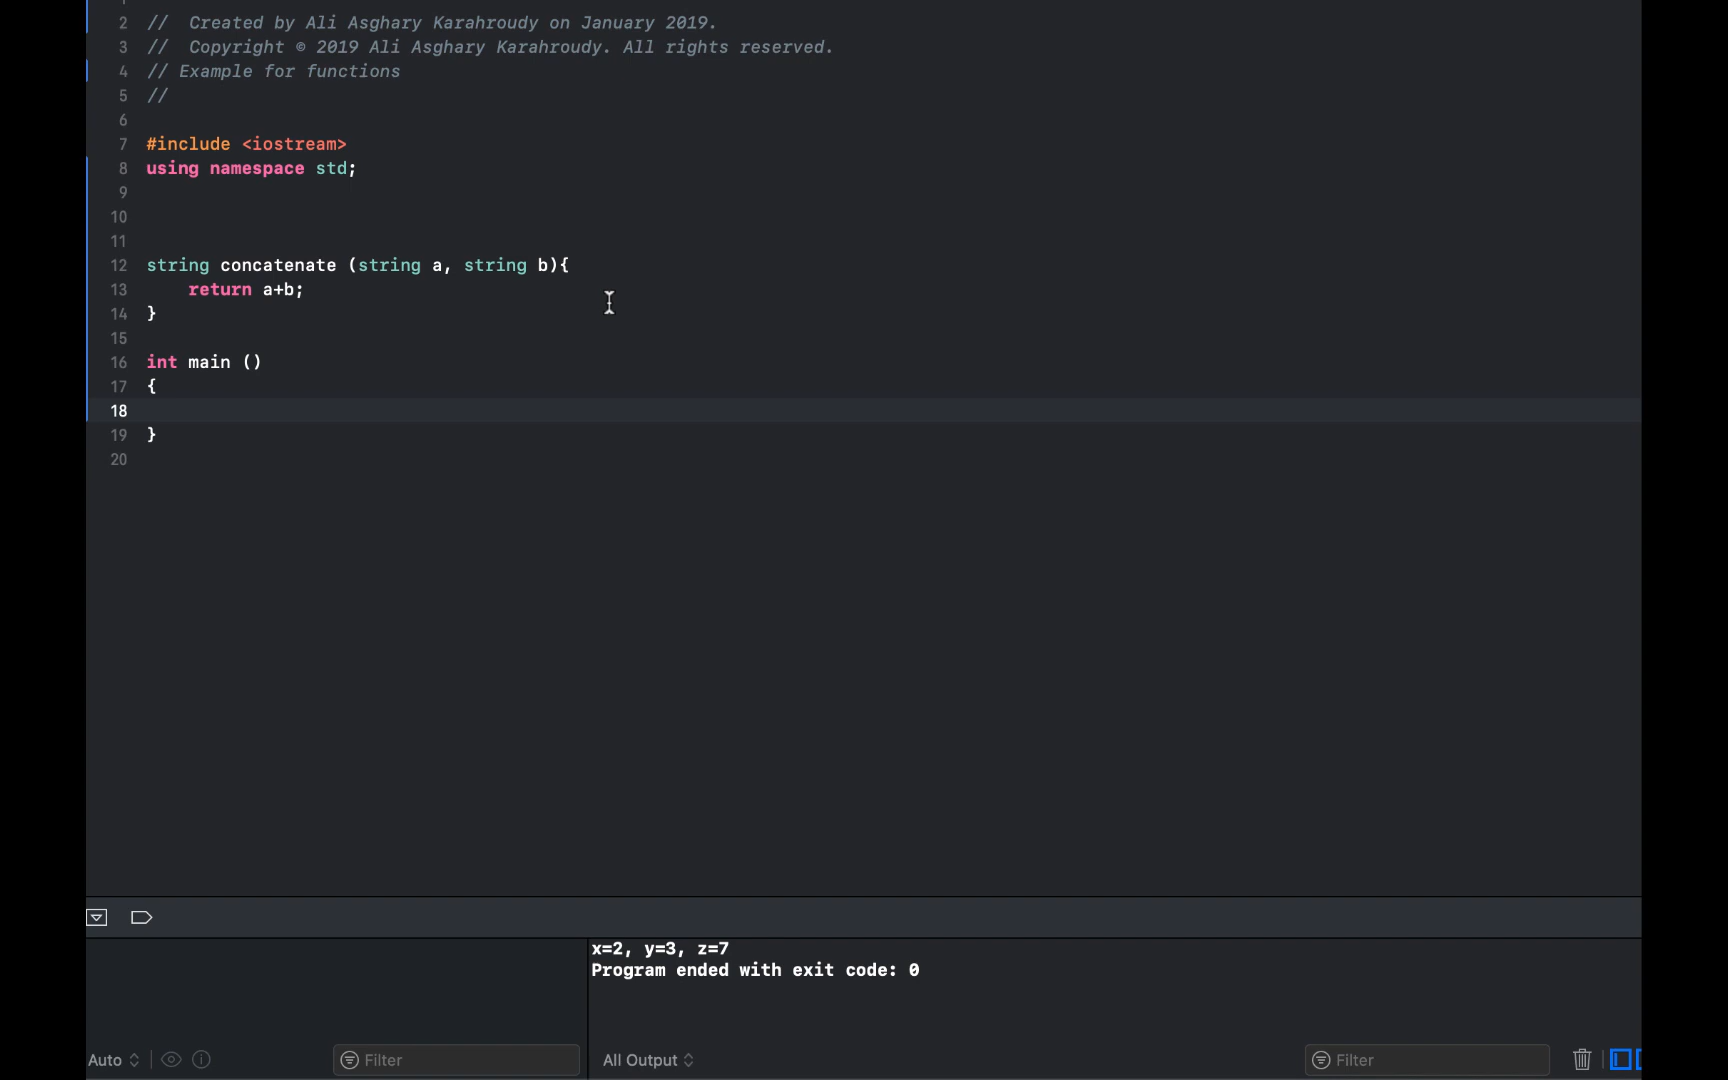 2 //  Created by Ali Asghary Karahroudy on January 2019.
3 //  Copyright © 2019 Ali Asghary Karahroudy. All rights reserved.
4 // Example for functions
5 //
6
7 #include <iostream>
8 using namespace std;
9
10
11
12 string concatenate (string a, string b){
13     return a+b;
14 }
15
16 int main ()
17 {
18
19 }
20
x=2, y=3, z=7
Program ended with exit code: 0
Auto Filter All Output Filter